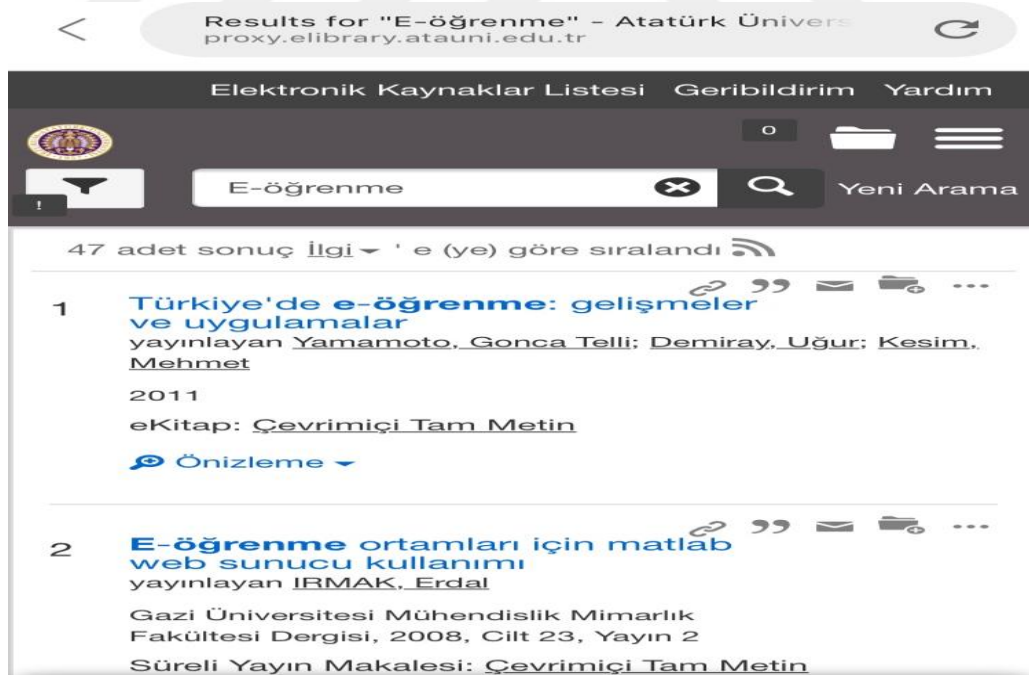 Results for "E-öğrenme" - Atatürk Ünivers
proxy.elibrary.atauni.edu.tr
Elektronik Kaynaklar Listesi Geribildirim Yardım
0
! E-öğrenme Yeni Arama
47 adet sonuç İlgi ' e (ye) göre sıralandı
1 Türkiye'de e-öğrenme: gelişmeler
ve uygulamalar
yayınlayan Yamamoto, Gonca Telli; Demiray, Uğur; Kesim,
Mehmet
2011
eKitap: Çevrimiçi Tam Metin
Önizleme
2 E-öğrenme ortamları için matlab
web sunucu kullanımı
yayınlayan IRMAK, Erdal
Gazi Üniversitesi Mühendislik Mimarlık
Fakültesi Dergisi, 2008, Cilt 23, Yayın 2
Süreli Yayın Makalesi: Çevrimiçi Tam Metin